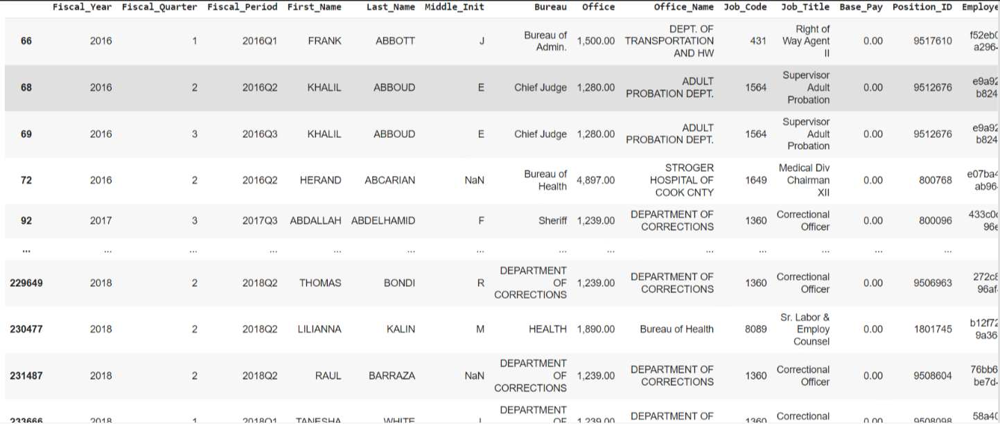 Fiscal_Year Fiscal_Quarter Fiscal_Period First_Name Last_Name Middle_Init Bureau Office Office_Name Job_Code Job_Title Base_Pay Position_ID Employe
66 2016 1 2016Q1 FRANK ABBOTT J Bureau of Admin. 1,500.00 DEPT. OF TRANSPORTATION AND HW 431 Right of Way Agent II 0.00 9517610 f52eb0 a296-
68 2016 2 2016Q2 KHALIL ABBOUD E Chief Judge 1,280.00 ADULT PROBATION DEPT. 1564 Supervisor Adult Probation 0.00 9512676 e9a92 b824
69 2016 3 2016Q3 KHALIL ABBOUD E Chief Judge 1,280.00 ADULT PROBATION DEPT. 1564 Supervisor Adult Probation 0.00 9512676 e9a92 b824
72 2016 2 2016Q2 HERAND ABCARIAN NaN Bureau of Health 4,897.00 STROGER HOSPITAL OF COOK CNTY 1649 Medical Div Chairman XII 0.00 800768 e07ba4 ab96-
92 2017 3 2017Q3 ABDALLAH ABDELHAMID F Sheriff 1,239.00 DEPARTMENT OF CORRECTIONS 1360 Correctional Officer 0.00 800096 433c0c 96e
... ... ... ... ... ... ... ... ... ... ... ... ... ...
229649 2018 2 2018Q2 THOMAS BONDI R DEPARTMENT OF CORRECTIONS 1,239.00 DEPARTMENT OF CORRECTIONS 1360 Correctional Officer 0.00 9506963 272c8 96af-
230477 2018 2 2018Q2 LILIANNA KALIN M HEALTH 1,890.00 Bureau of Health 8089 Sr. Labor & Employ Counsel 0.00 1801745 b12f72 9a36
231487 2018 2 2018Q2 RAUL BARRAZA NaN DEPARTMENT OF CORRECTIONS 1,239.00 DEPARTMENT OF CORRECTIONS 1360 Correctional Officer 0.00 9508604 76bb6 be7d-
233666 2018 1 2018Q1 TANESHA WHITE DEPARTMENT OF 1,239.00 DEPARTMENT OF 1360 Correctional 0.00 9508098 58a40